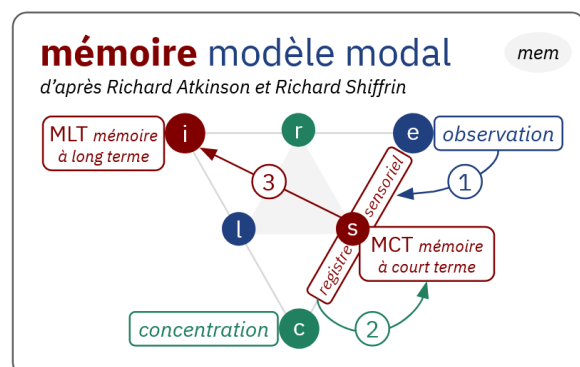 mémoire modèle modal
mem
d'après Richard Atkinson et Richard Shiffrin
MLT mémoire
à long terme
i
r
e
observation
3
1
registre sensoriel
l
s
MCT mémoire
à court terme
concentration
c
2